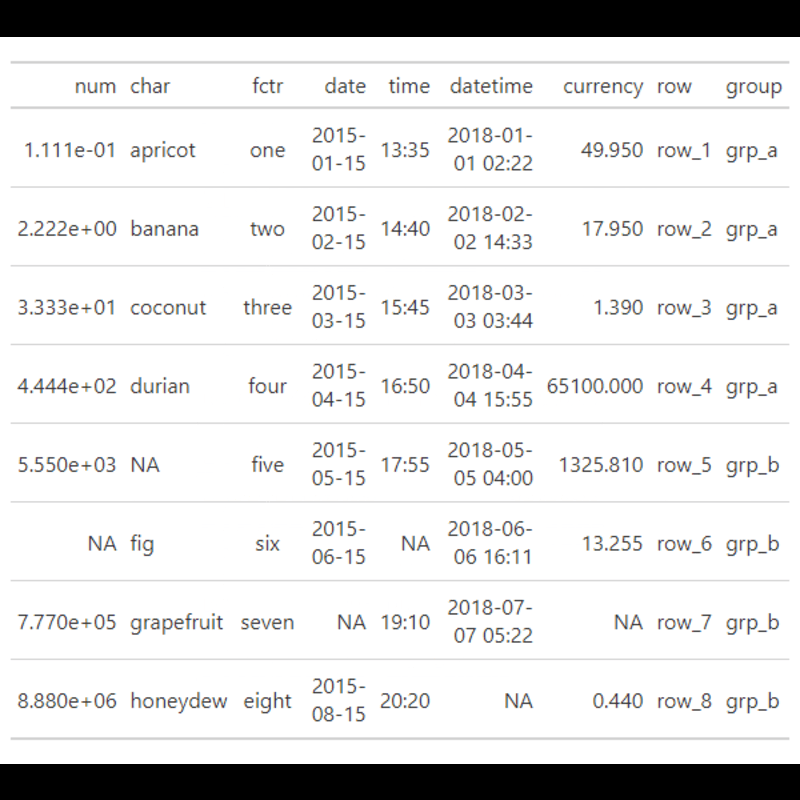 num char fctr date time datetime currency row group
1.111e-01 apricot one 2015-01-15 13:35 2018-01-01 02:22 49.950 row_1 grp_a
2.222e+00 banana two 2015-02-15 14:40 2018-02-02 14:33 17.950 row_2 grp_a
3.333e+01 coconut three 2015-03-15 15:45 2018-03-03 03:44 1.390 row_3 grp_a
4.444e+02 durian four 2015-04-15 16:50 2018-04-04 15:55 65100.000 row_4 grp_a
5.550e+03 NA five 2015-05-15 17:55 2018-05-05 04:00 1325.810 row_5 grp_b
NA fig six 2015-06-15 NA 2018-06-06 16:11 13.255 row_6 grp_b
7.770e+05 grapefruit seven NA 19:10 2018-07-07 05:22 NA row_7 grp_b
8.880e+06 honeydew eight 2015-08-15 20:20 NA 0.440 row_8 grp_b